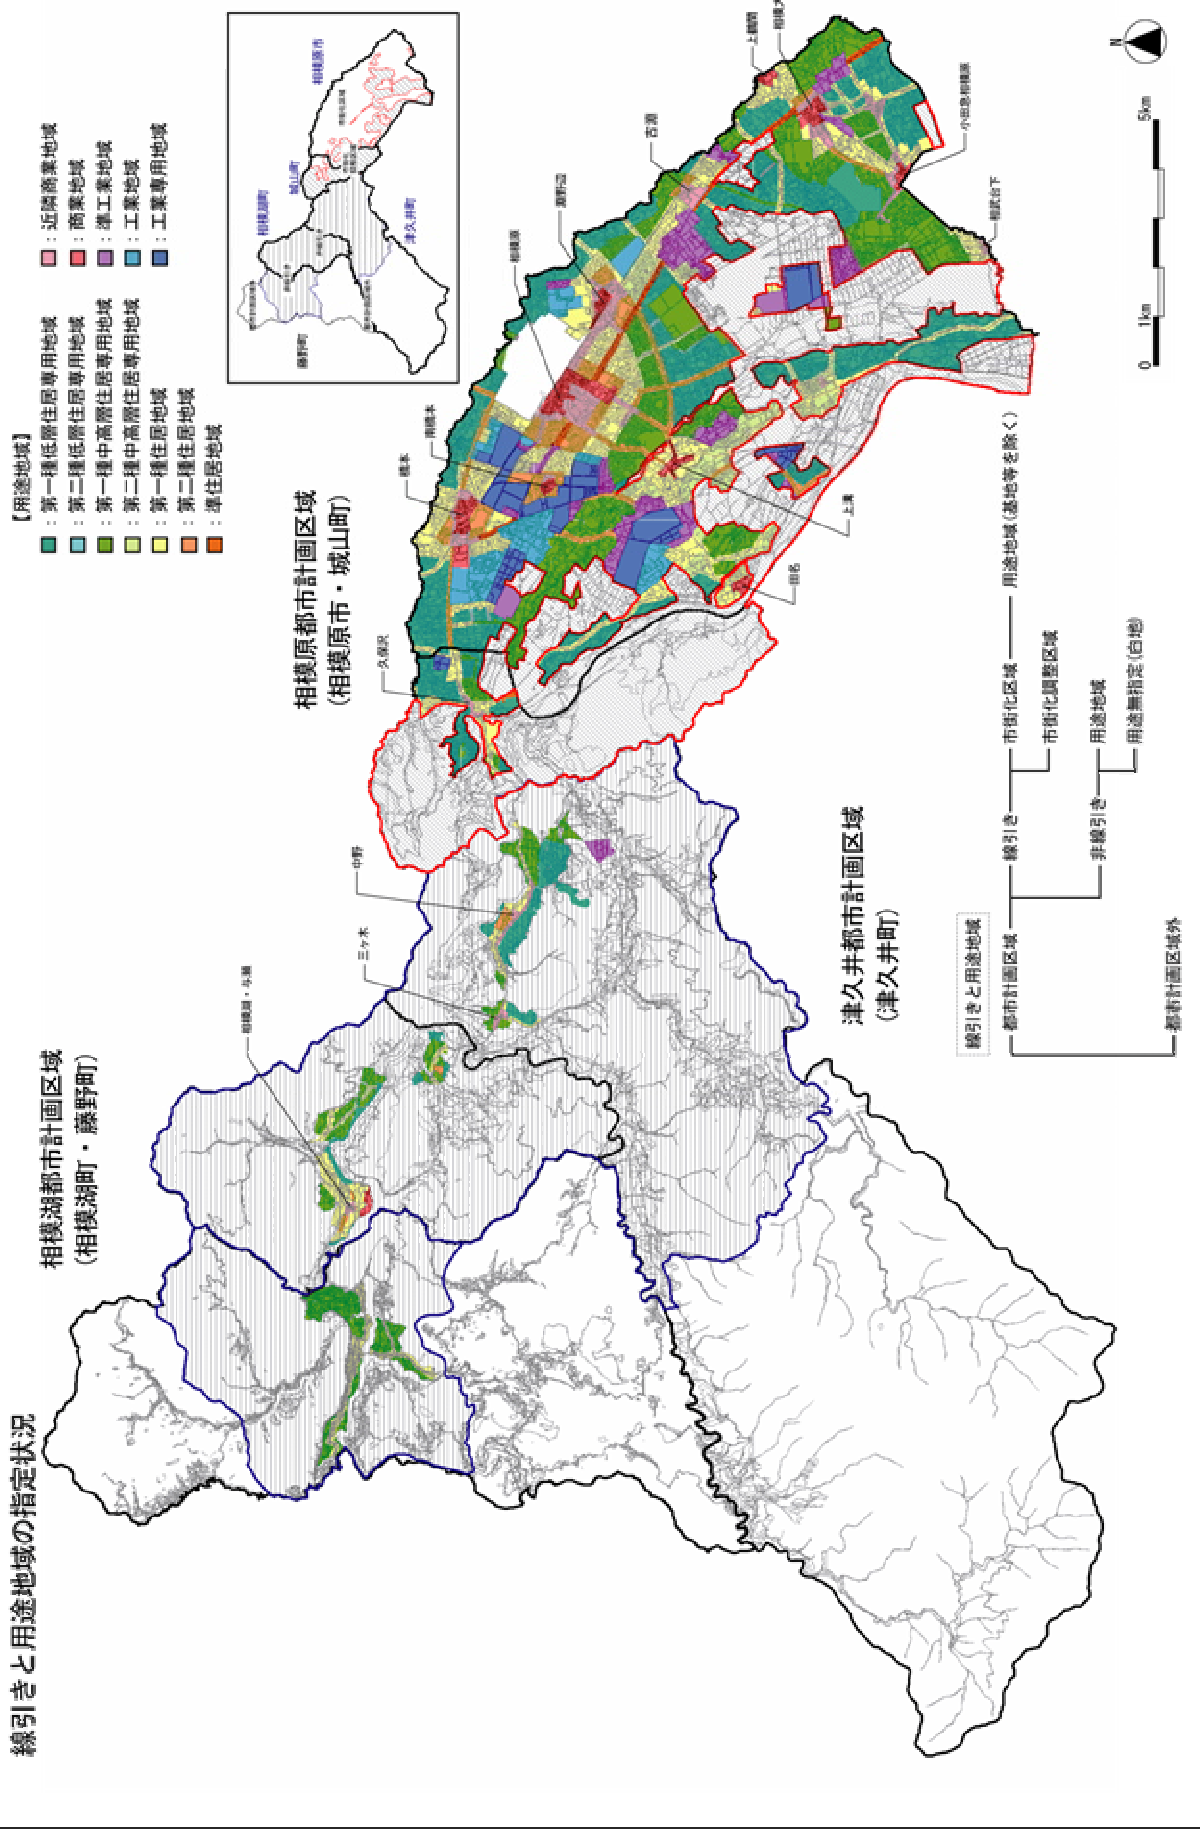 線引きと用途地域の指定状況
【用途地域】
：第一種低層住居専用地域
：第二種低層住居専用地域
：第一種中高層住居専用地域
：第二種中高層住居専用地域
：第一種住居地域
：第二種住居地域
：準住居地域
：近隣商業地域
：商業地域
：準工業地域
：工業地域
：工業専用地域
相模湖町
城山町
相模原市
藤野町
津久井町
相模湖都市計画区域
(相模湖町・藤野町)
相模原都市計画区域
(相模原市・城山町)
津久井都市計画区域
(津久井町)
相模湖・与瀬
三ヶ木
中野
久保沢
橋本
南橋本
相模原
淵野辺
古淵
上鶴間
小田急相模原
相武台下
上溝
田名
N
0
1km
5km
線引きと用途地域
都市計画区域
線引き
市街化区域
用途地域(基地等を除く)
市街化調整区域
非線引き
用途地域
用途無指定(白地)
都市計画区域外